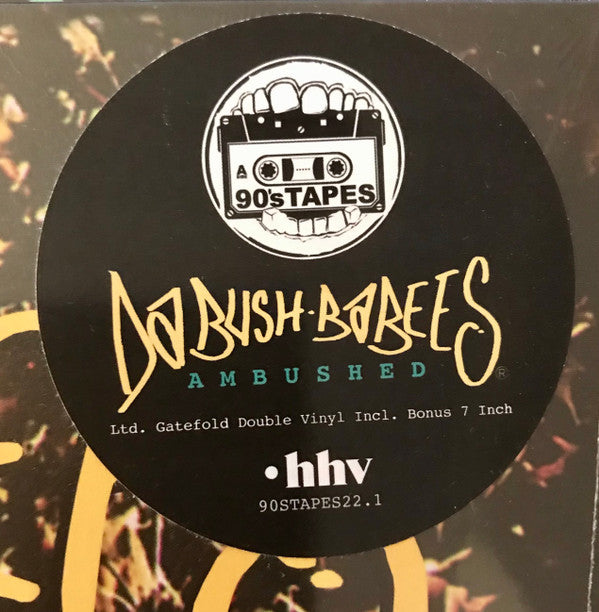 A
90'sTAPES
DA BUSH·BABEES
AMBUSHED ®
Ltd. Gatefold Double Vinyl Incl. Bonus 7 Inch
•hhv
90STAPES22.1